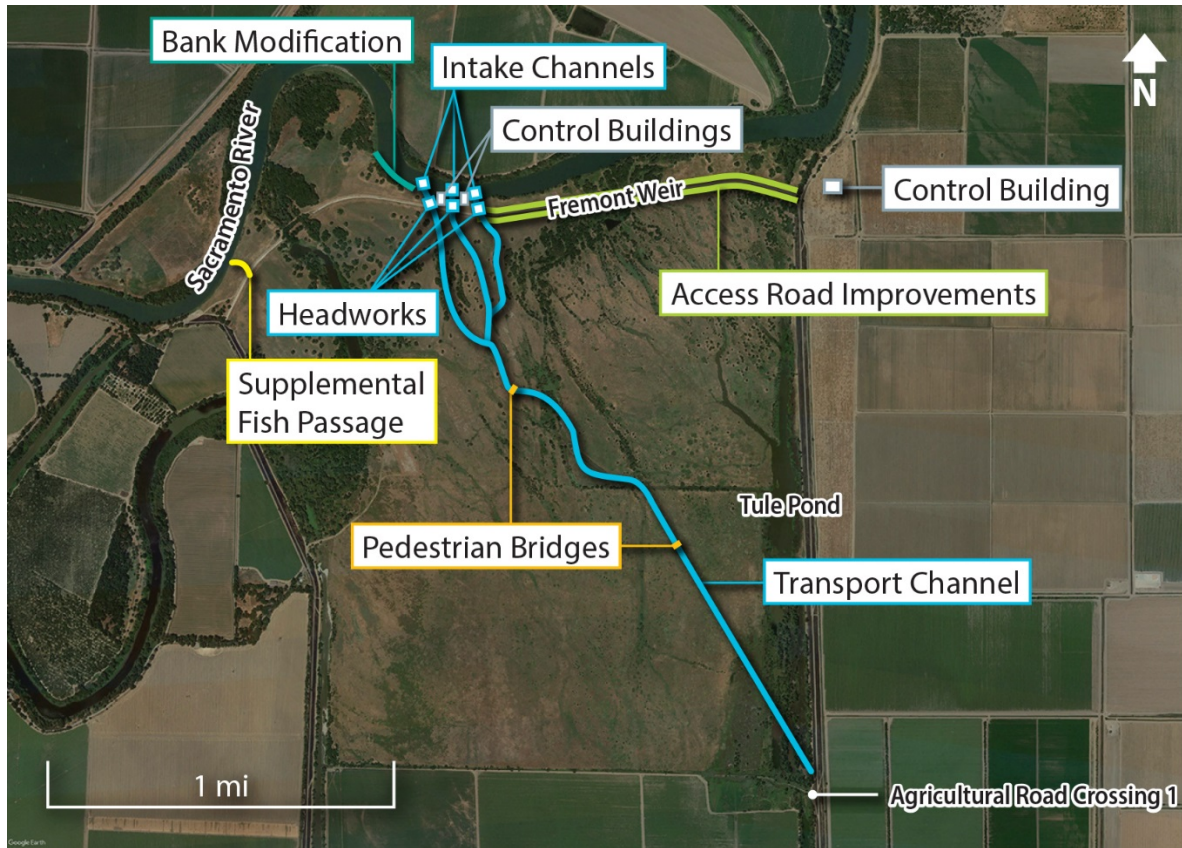 Bank Modification
Intake Channels
N
Control Buildings
Sacramento River
Control Building
Fremont Weir
Access Road Improvements
Headworks
Supplemental
Fish Passage
Tule Pond
Pedestrian Bridges
Transport Channel
1 mi
Agricultural Road Crossing 1
Google Earth